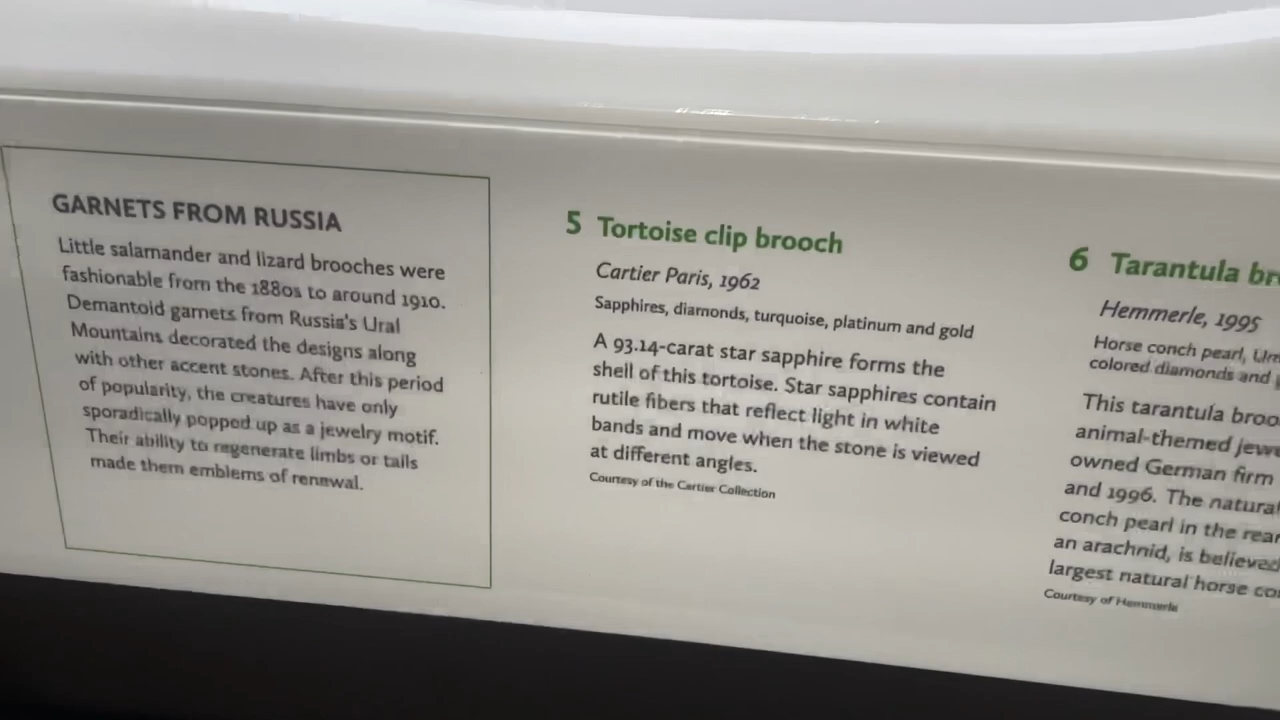 GARNETS FROM RUSSIA
Little salamander and lizard brooches were
fashionable from the 1880s to around 1910.
Demantoid garnets from Russia's Ural
Mountains decorated the designs along
with other accent stones. After this period
of popularity, the creatures have only
sporadically popped up as a jewelry motif.
Their ability to regenerate limbs or tails
made them emblems of renewal.
5 Tortoise clip brooch
Cartier Paris, 1962
Sapphires, diamonds, turquoise, platinum and gold
A 93.14-carat star sapphire forms the
shell of this tortoise. Star sapphires contain
rutile fibers that reflect light in white
bands and move when the stone is viewed
at different angles.
Courtesy of the Cartier Collection
6 Tarantula
Hemmerle, 1995
Horse conch pearl,
colored diamonds and
This tarantula
animal-themed
owned German firm
and 1996. The natural
conch pearl in the rear
an arachnid, is believed
largest natural horse
Courtesy of Hemmerle